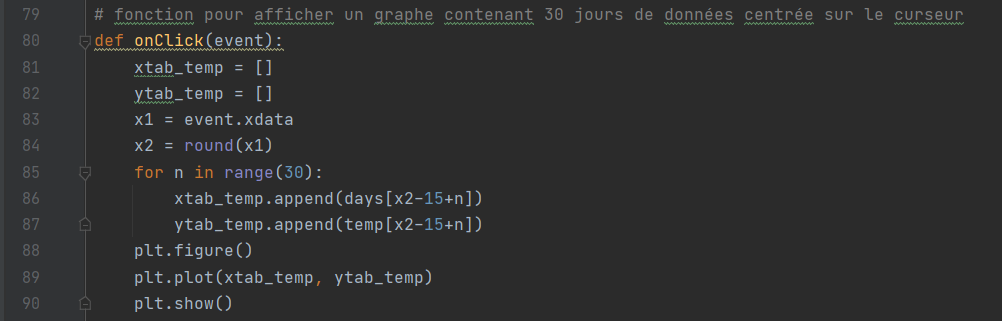 79 # fonction pour afficher un graphe contenant 30 jours de données centrée sur le curseur
80 def onClick(event):
81     xtab_temp = []
82     ytab_temp = []
83     x1 = event.xdata
84     x2 = round(x1)
85     for n in range(30):
86         xtab_temp.append(days[x2-15+n])
87         ytab_temp.append(temp[x2-15+n])
88     plt.figure()
89     plt.plot(xtab_temp, ytab_temp)
90     plt.show()